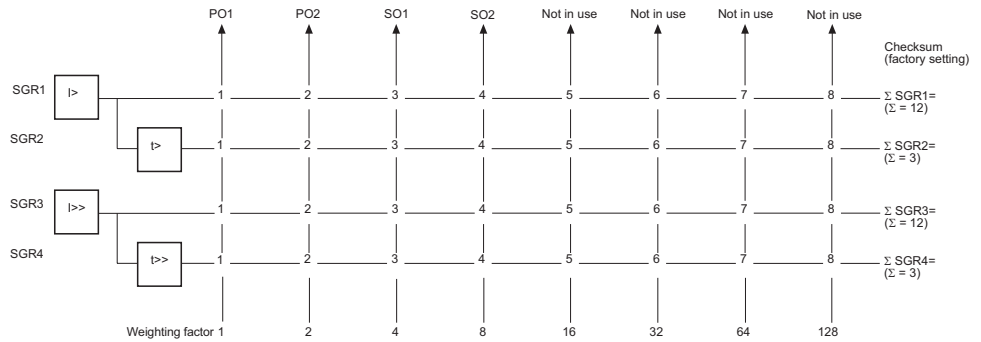 PO1 PO2 SO1 SO2 Not in use Not in use Not in use Not in use
Checksum
(factory setting)
SGR1 I> 1 2 3 4 5 6 7 8 Σ SGR1=
(Σ = 12)
SGR2 t> 1 2 3 4 5 6 7 8 Σ SGR2=
(Σ = 3)
SGR3 I>> 1 2 3 4 5 6 7 8 Σ SGR3=
(Σ = 12)
SGR4 t>> 1 2 3 4 5 6 7 8 Σ SGR4=
(Σ = 3)
Weighting factor 1 2 4 8 16 32 64 128